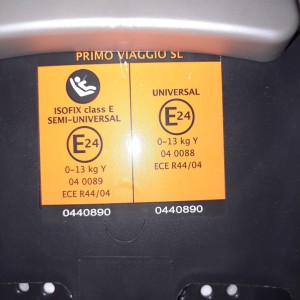 PRIMO VIAGGIO SL
ISOFIX class E
SEMI-UNIVERSAL
E24
0-13 kg Y
04 0089
ECE R44/04
0440890
UNIVERSAL
E24
0-13 kg Y
04 0088
ECE R44/04
0440890